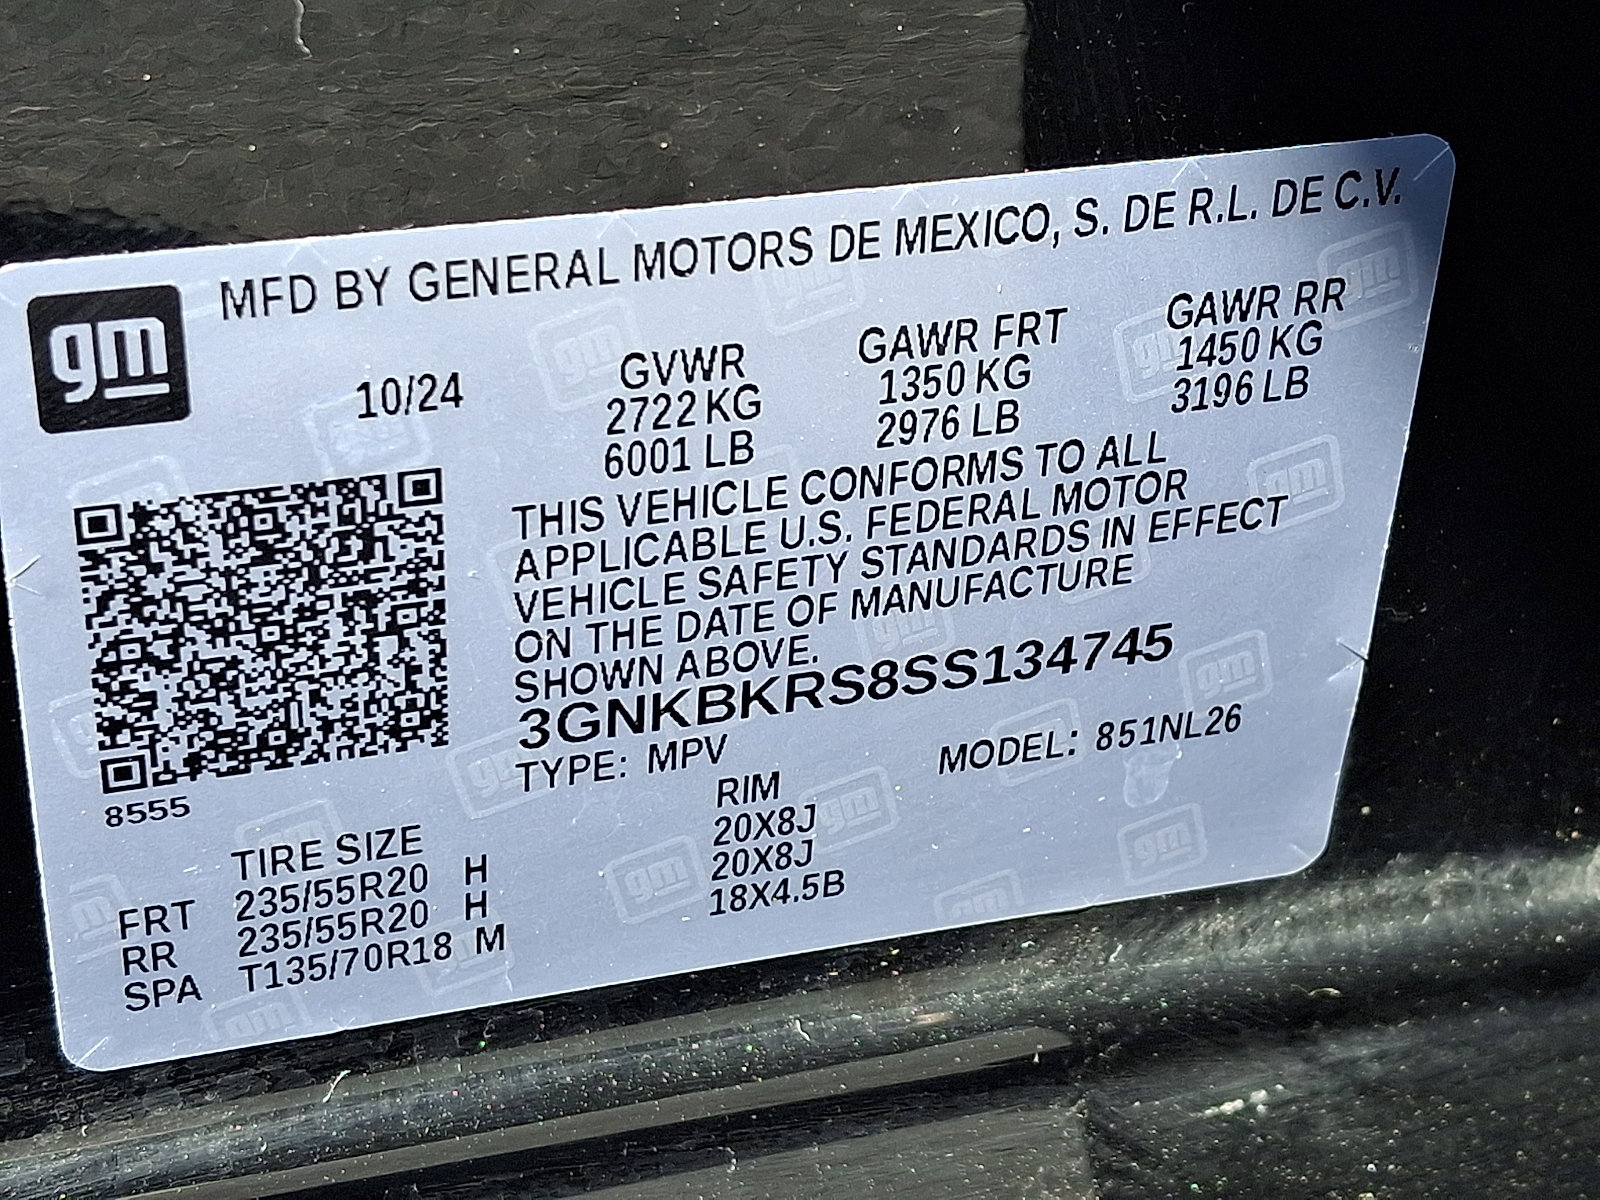 gm MFD BY GENERAL MOTORS DE MEXICO, S. DE R.L. DE C.V.
10/24 GVWR GAWR FRT GAWR RR
2722 KG 1350 KG 1450 KG
6001 LB 2976 LB 3196 LB
THIS VEHICLE CONFORMS TO ALL
APPLICABLE U.S. FEDERAL MOTOR
VEHICLE SAFETY STANDARDS IN EFFECT
ON THE DATE OF MANUFACTURE
SHOWN ABOVE.
3GNKBKRS8SS134745
TYPE: MPV MODEL: 851NL26
8555
TIRE SIZE RIM
FRT 235/55R20 H 20X8J
RR 235/55R20 H 20X8J
SPA T135/70R18 M 18X4.5B